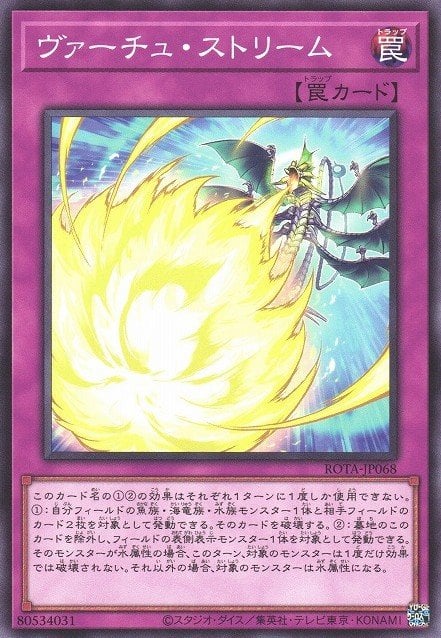 ヴァーチュ・ストリーム
トラップ
罠
トラップ
【罠カード】
ROTA-JP068
このカード名の①②の効果はそれぞれ1ターンに1度しか使用できない。
①：自分フィールドの魚族・海竜族・水族モンスター1体と相手フィールドの
カード2枚を対象として発動できる。そのカードを破壊する。②：墓地のこの
カードを除外し、フィールドの表側表示モンスター1体を対象として発動できる。
そのモンスターが水属性の場合、このターン、対象のモンスターは1度だけ効果
では破壊されない。それ以外の場合、対象のモンスターは水属性になる。
80534031
©スタジオ・ダイス／集英社・テレビ東京・KONAMI